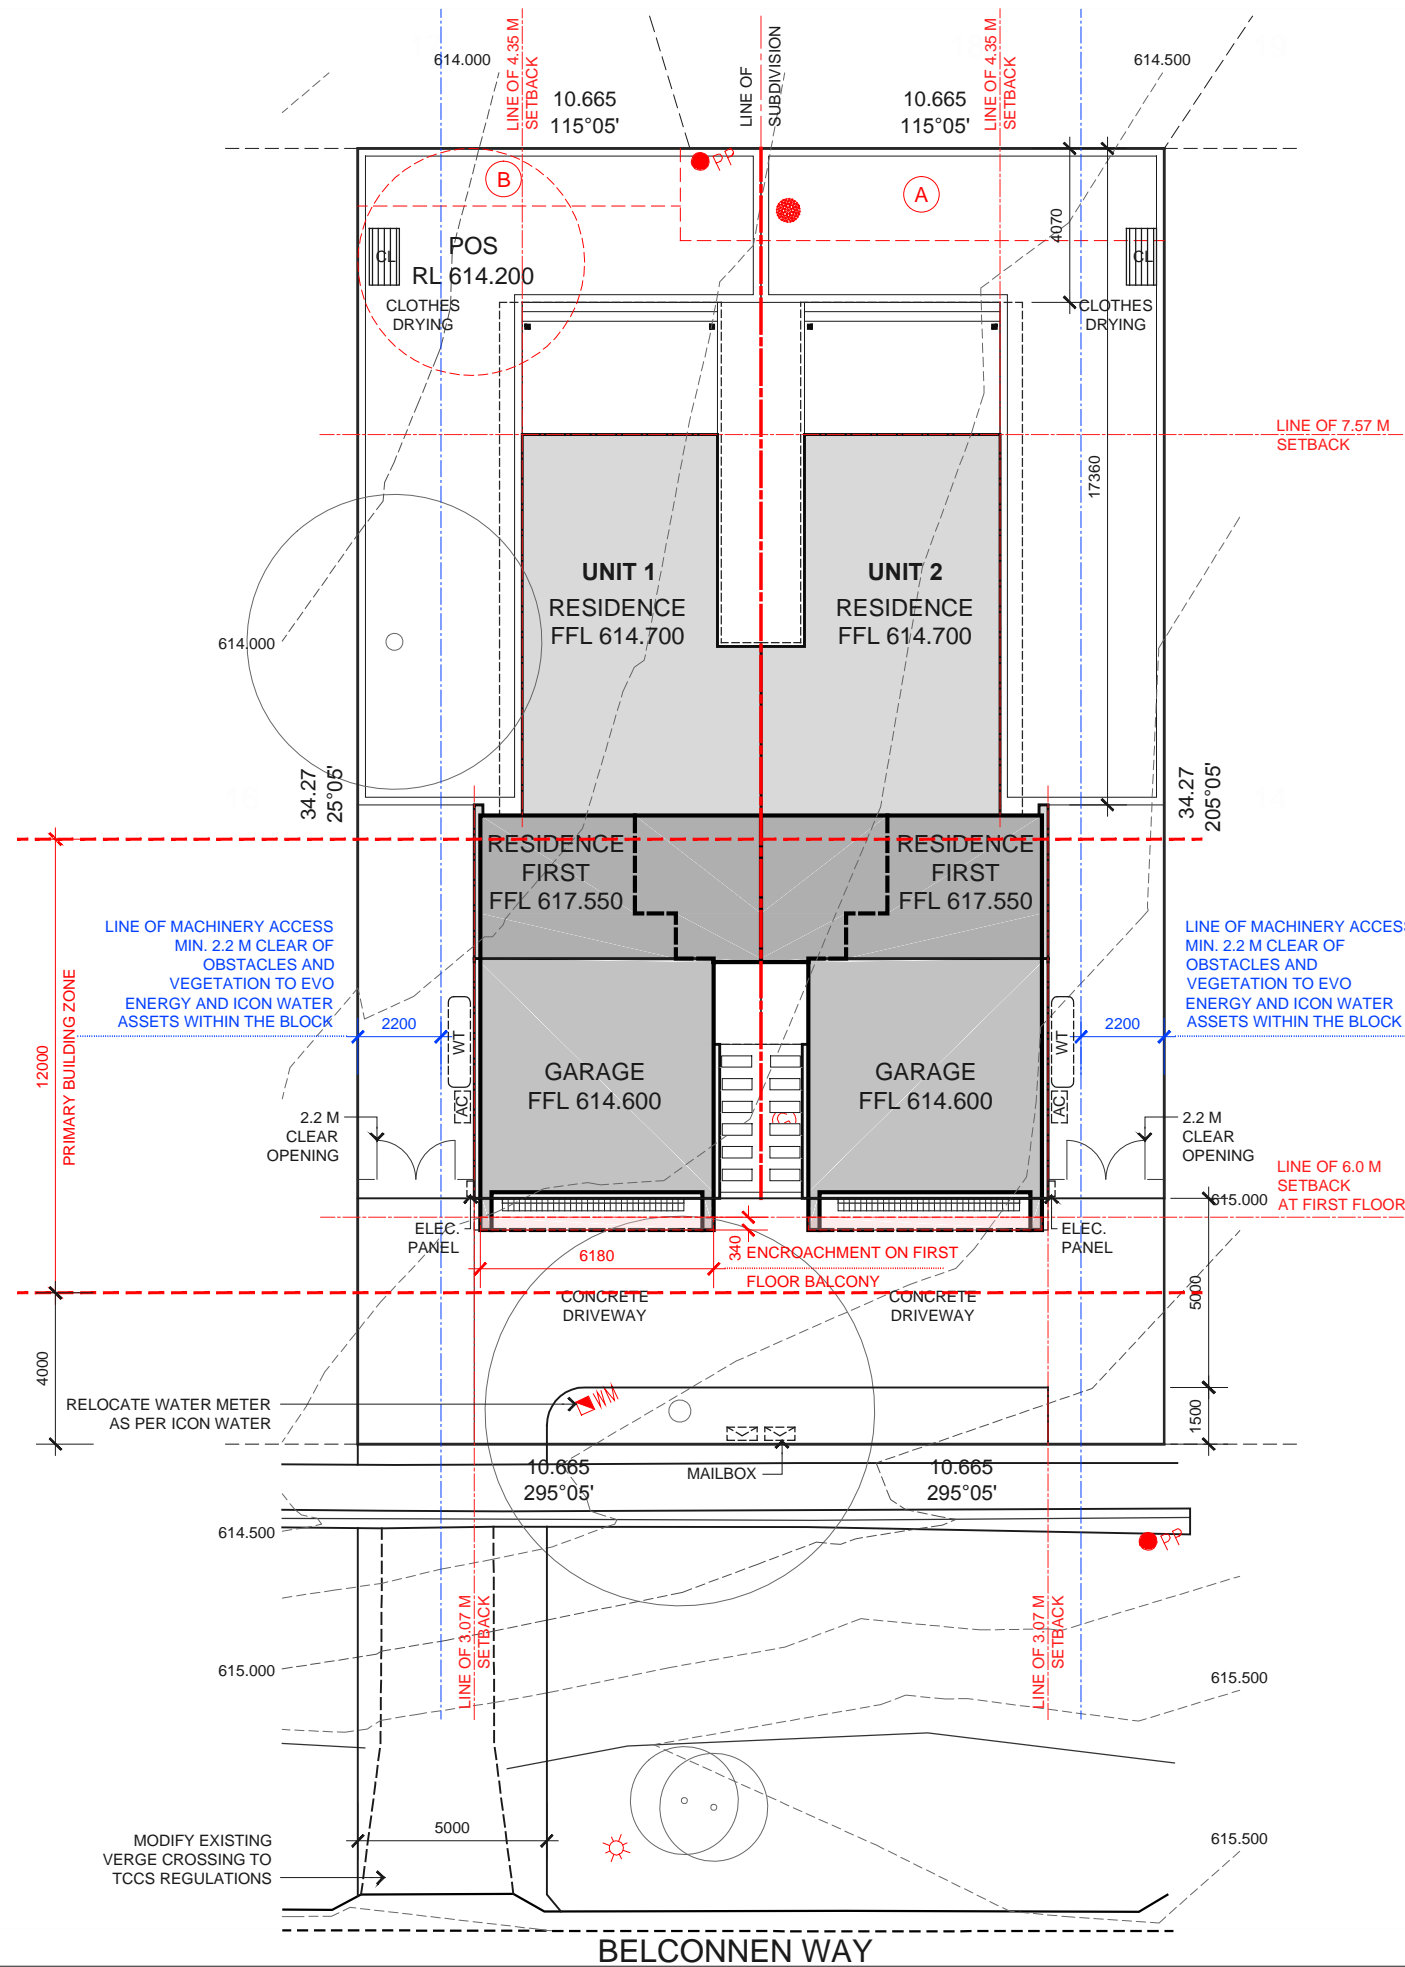 614.000
LINE OF 4.35 M
SETBACK
10.665
115°05'
LINE OF
SUBDIVISION
10.665
115°05'
LINE OF 4.35 M
SETBACK
614.500
PP
B
A
4070
CL
POS
RL 614.200
CLOTHES
DRYING
CL
CLOTHES
DRYING
LINE OF 7.57 M
SETBACK
17360
UNIT 1
RESIDENCE
FFL 614.700
UNIT 2
RESIDENCE
FFL 614.700
614.000
34.27
25°05'
34.27
205°05'
RESIDENCE
FIRST
FFL 617.550
RESIDENCE
FIRST
FFL 617.550
LINE OF MACHINERY ACCESS
MIN. 2.2 M CLEAR OF
OBSTACLES AND
VEGETATION TO EVO
ENERGY AND ICON WATER
ASSETS WITHIN THE BLOCK
LINE OF MACHINERY ACCESS
MIN. 2.2 M CLEAR OF
OBSTACLES AND
VEGETATION TO EVO
ENERGY AND ICON WATER
ASSETS WITHIN THE BLOCK
12000
PRIMARY BUILDING ZONE
2200
2200
WT
WT
AC
AC
GARAGE
FFL 614.600
GARAGE
FFL 614.600
G
2.2 M
CLEAR
OPENING
2.2 M
CLEAR
OPENING
LINE OF 6.0 M
SETBACK
AT FIRST FLOOR
615.000
ELEC.
PANEL
ELEC.
PANEL
6180
340
ENCROACHMENT ON FIRST
FLOOR BALCONY
CONCRETE
DRIVEWAY
CONCRETE
DRIVEWAY
5000
4000
1500
RELOCATE WATER METER
AS PER ICON WATER
WM
MAILBOX
10.665
295°05'
10.665
295°05'
614.500
PP
LINE OF 3.07 M
SETBACK
LINE OF 3.07 M
SETBACK
615.000
615.500
5000
MODIFY EXISTING
VERGE CROSSING TO
TCCS REGULATIONS
615.500
BELCONNEN WAY